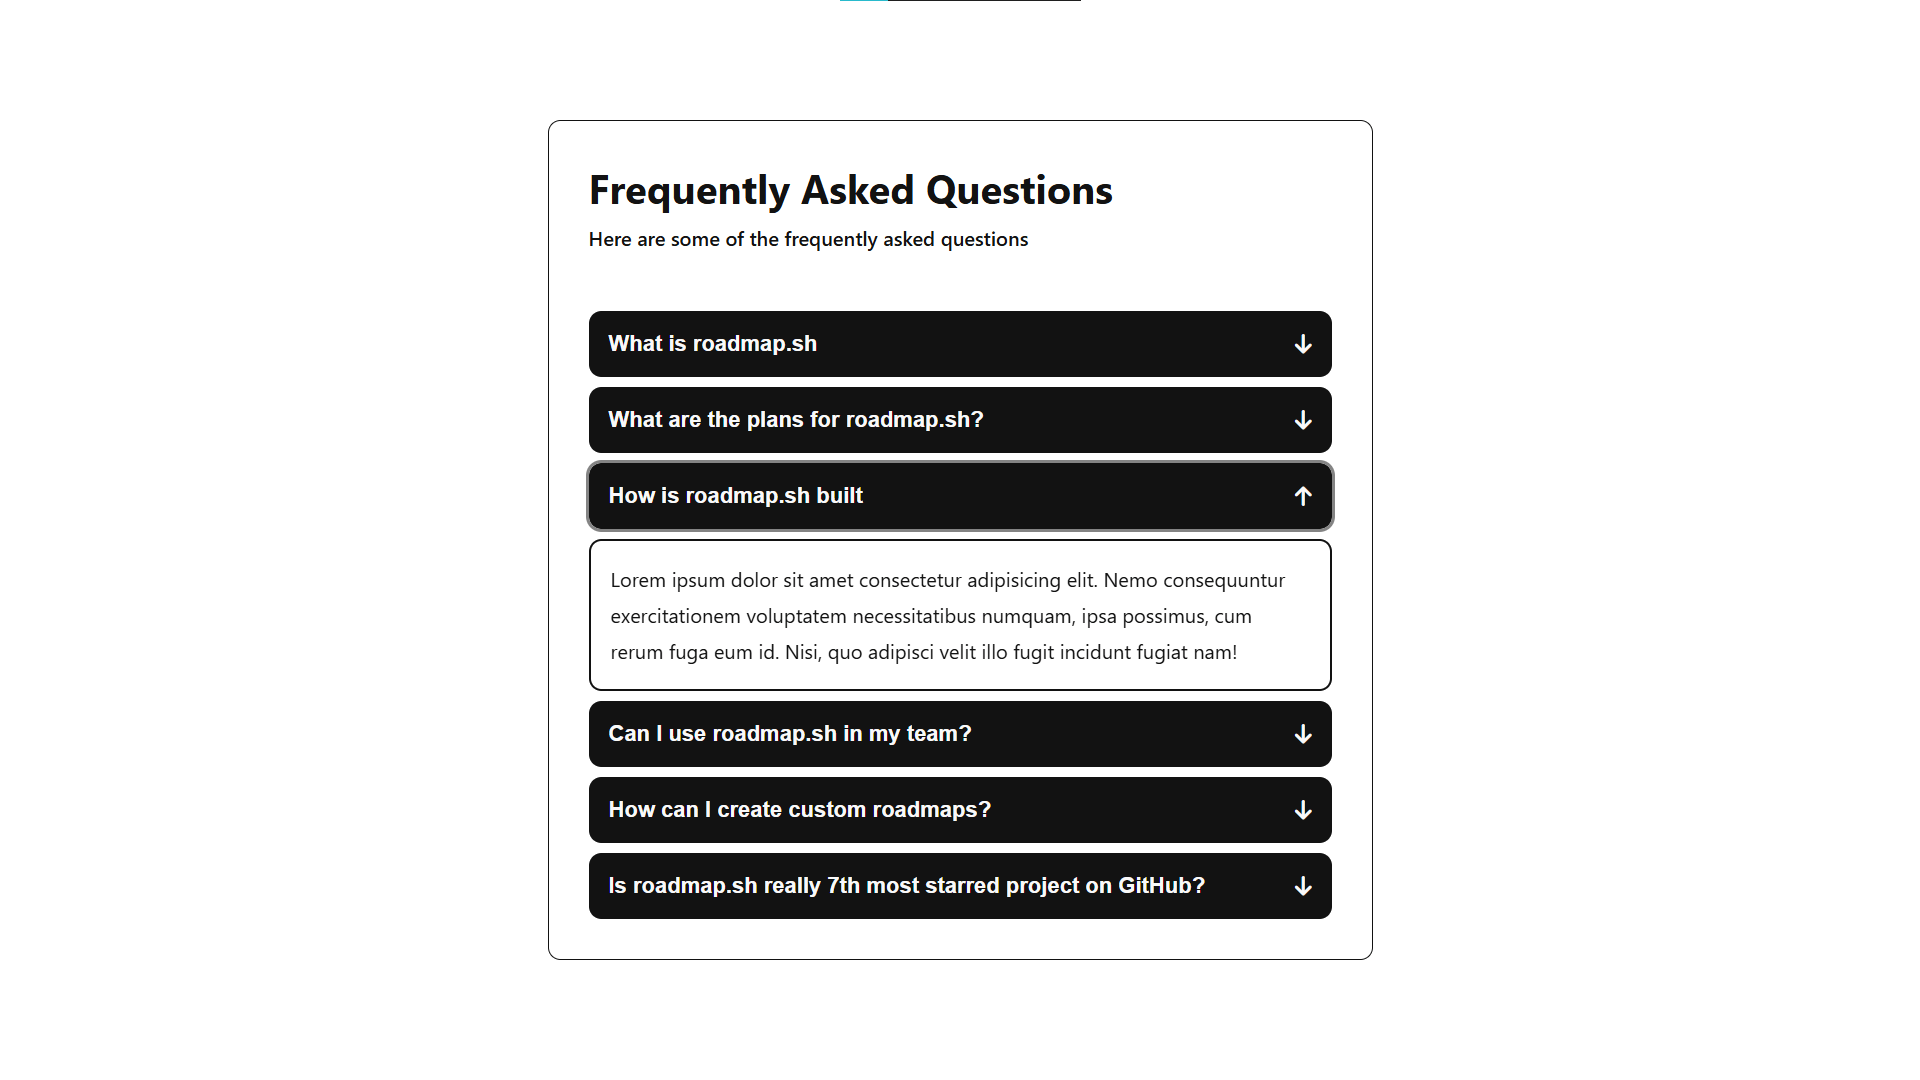 Frequently Asked Questions
Here are some of the frequently asked questions
What is roadmap.sh
What are the plans for roadmap.sh?
How is roadmap.sh built
Lorem ipsum dolor sit amet consectetur adipisicing elit. Nemo consequuntur
exercitationem voluptatem necessitatibus numquam, ipsa possimus, cum
rerum fuga eum id. Nisi, quo adipisci velit illo fugit incidunt fugiat nam!
Can I use roadmap.sh in my team?
How can I create custom roadmaps?
Is roadmap.sh really 7th most starred project on GitHub?